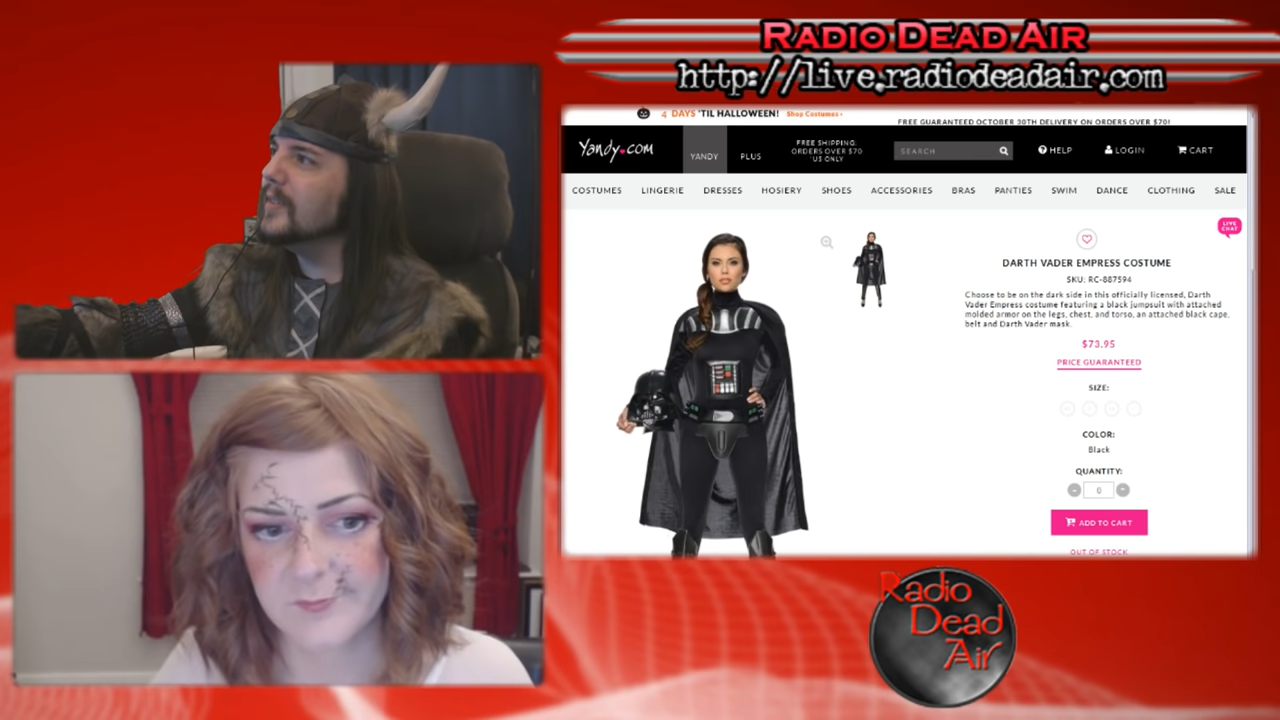 Radio Dead Air
http://live.radiodeadair.com
4 DAYS 'TIL HALLOWEEN! Shop Costumes ›
FREE GUARANTEED OCTOBER 30TH DELIVERY ON ORDERS OVER $70!
Yandy.com
YANDY
PLUS
FREE SHIPPING:
ORDERS OVER $70
*US ONLY
SEARCH
HELP
LOGIN
CART
COSTUMES LINGERIE DRESSES HOSIERY SHOES ACCESSORIES BRAS PANTIES SWIM DANCE CLOTHING SALE
LIVE
CHAT
DARTH VADER EMPRESS COSTUME
SKU: RC-887594
Choose to be on the dark side in this officially licensed, Darth
Vader Empress costume featuring a black jumpsuit with attached
molded armor on the legs, chest, and torso, an attached black cape,
belt and Darth Vader mask.
$73.95
PRICE GUARANTEED
SIZE:
COLOR:
Black
QUANTITY:
0
ADD TO CART
OUT OF STOCK
Radio
Dead
Air